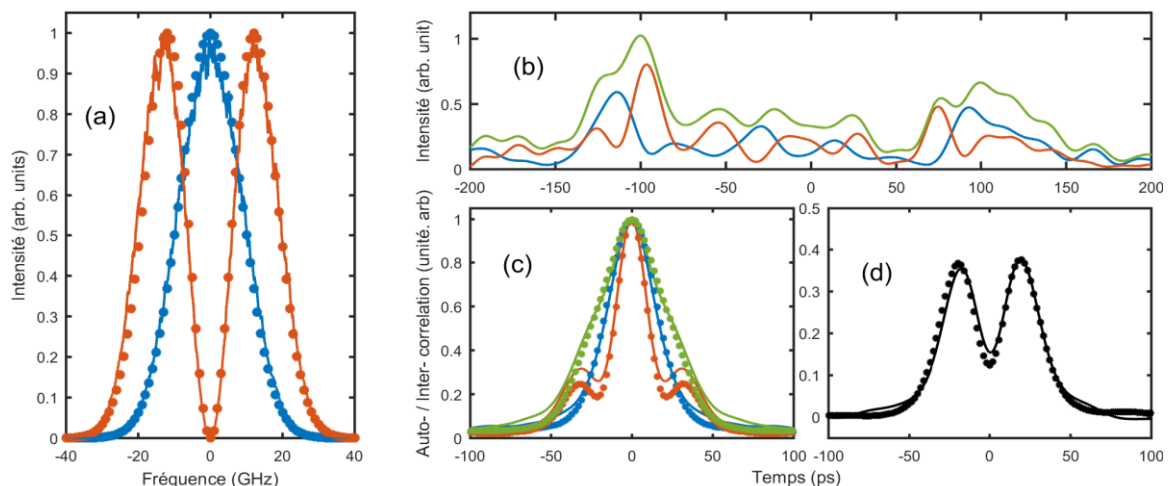 (a)
Intensité (arb. units)
1
0.9
0.8
0.7
0.6
0.5
0.4
0.3
0.2
0.1
0
-40 -20 0 20 40
Fréquence (GHz)
(b)
Intensité (arb. unit)
1
0.5
0
-200 -150 -100 -50 0 50 100 150 200
(c)
Auto- / Inter- correlation (unité. arb)
1
0.8
0.6
0.4
0.2
0
-100 -50 0 50 100
(d)
0.5
0.4
0.3
0.2
0.1
0
-100 -50 0 50 100
Temps (ps)